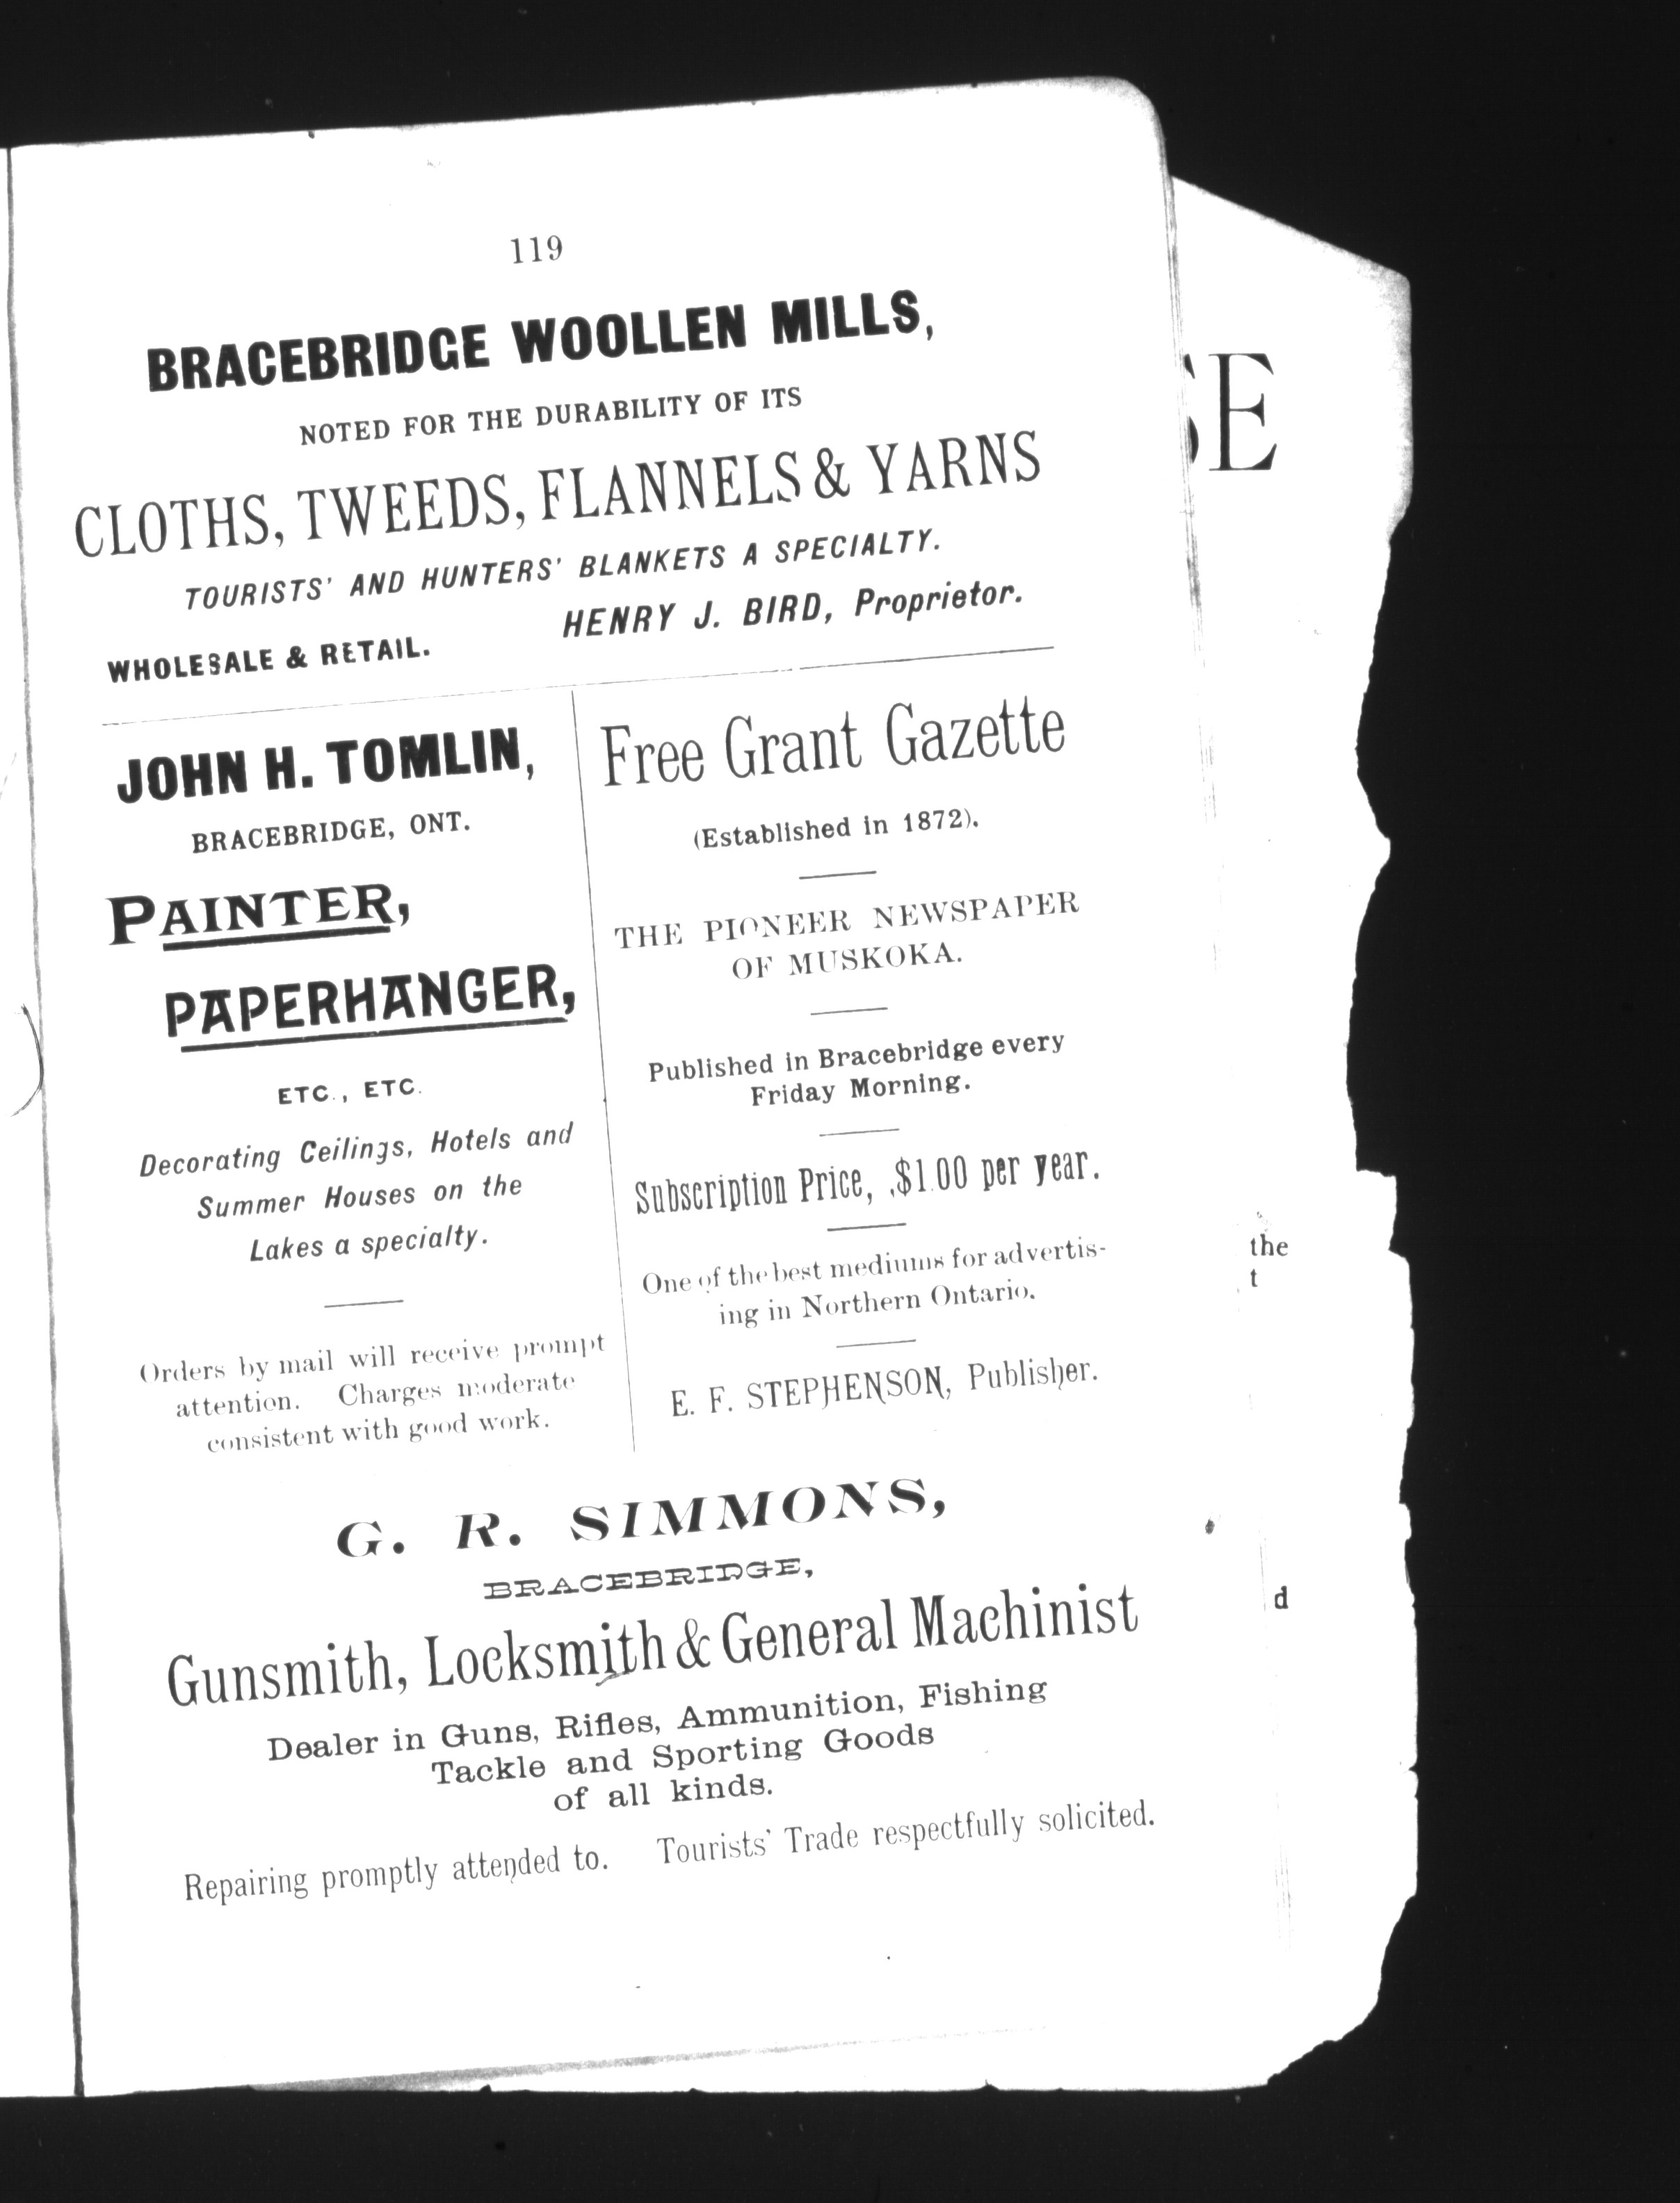 119
BRACEBRIDGE WOOLLEN MILLS,
NOTED FOR THE DURABILITY OF ITS
CLOTHS, TWEEDS, FLANNELS & YARNS
TOURISTS' AND HUNTERS' BLANKETS A SPECIALTY.
WHOLESALE & RETAIL. HENRY J. BIRD, Proprietor.
JOHN H. TOMLIN,
BRACEBRIDGE, ONT.
PAINTER,
PAPERHANGER,
ETC., ETC.
Decorating Ceilings, Hotels and
Summer Houses on the
Lakes a specialty.
Orders by mail will receive prompt
attention. Charges moderate
consistent with good work.
Free Grant Gazette
(Established in 1872).
THE PIONEER NEWSPAPER
OF MUSKOKA.
Published in Bracebridge every
Friday Morning.
Subscription Price, $1.00 per year.
One of the best mediums for advertis-
ing in Northern Ontario.
E. F. STEPHENSON, Publisher.
G. R. SIMMONS,
BRACEBRIDGE,
Gunsmith, Locksmith & General Machinist
Dealer in Guns, Rifles, Ammunition, Fishing
Tackle and Sporting Goods
of all kinds.
Repairing promptly attended to. Tourists' Trade respectfully solicited.
E
the
t
d